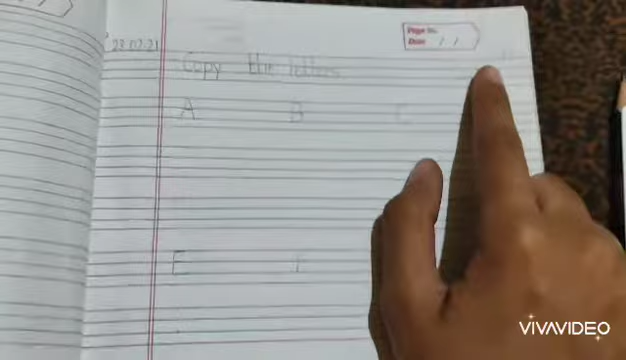 Page No.
Date / /
23.02.21
Copy the letters
A B C
E
VIVAVIDEO